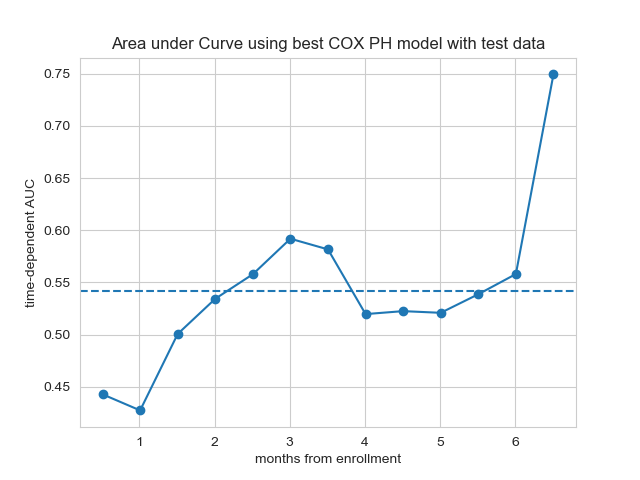 Area under Curve using best COX PH model with test data
time-dependent AUC
0.75
0.70
0.65
0.60
0.55
0.50
0.45
1 2 3 4 5 6
months from enrollment